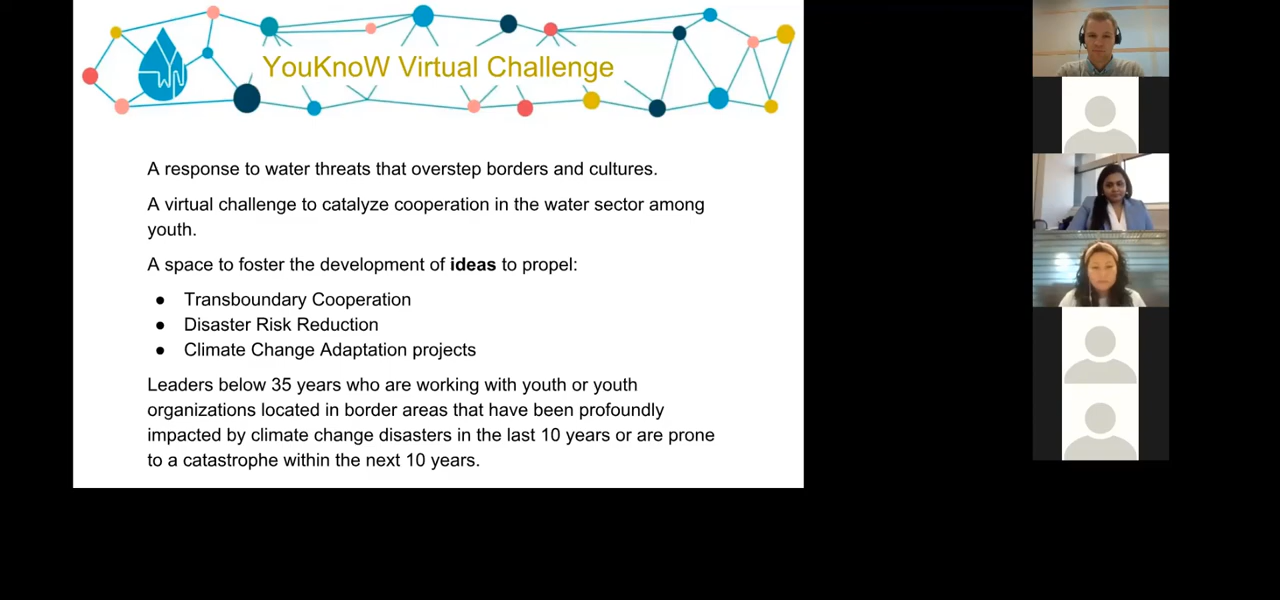 YouKnoW Virtual Challenge
A response to water threats that overstep borders and cultures.
A virtual challenge to catalyze cooperation in the water sector among
youth.
A space to foster the development of ideas to propel:
● Transboundary Cooperation
● Disaster Risk Reduction
● Climate Change Adaptation projects
Leaders below 35 years who are working with youth or youth
organizations located in border areas that have been profoundly
impacted by climate change disasters in the last 10 years or are prone
to a catastrophe within the next 10 years.